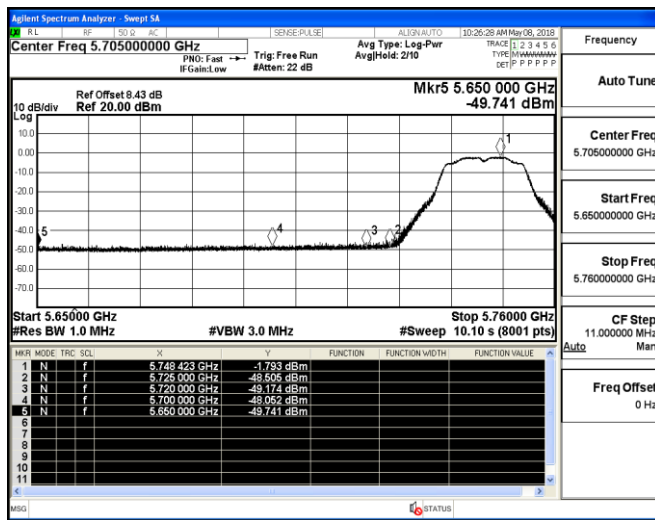 Agilent Spectrum Analyzer - Swept SA
RL RF 50 Ω AC SENSE:PULSE ALIGN AUTO 10:26:28 AM May 08, 2018
Center Freq 5.705000000 GHz
PNO: Fast
IFGain:Low
Trig: Free Run
#Atten: 22 dB
Avg Type: Log-Pwr
Avg|Hold: 2/10
TRACE 1 2 3 4 5 6
TYPE MWWWWW
DET P P P P P P
Frequency
Auto Tune
Mkr5 5.650 000 GHz
-49.741 dBm
Ref Offset 8.43 dB
10 dB/div Ref 20.00 dBm
Log
10.0
0.00
-10.0
-20.0
-30.0
-40.0
-50.0
-60.0
-70.0
1
2
3
4
5
Center Freq
5.705000000 GHz
Start Freq
5.650000000 GHz
Stop Freq
5.760000000 GHz
Start 5.65000 GHz Stop 5.76000 GHz
#Res BW 1.0 MHz #VBW 3.0 MHz #Sweep 10.10 s (8001 pts)
CF Step
11.000000 MHz
Auto Man
Freq Offset
0 Hz
MKR MODE TRC SCL X Y FUNCTION FUNCTION WIDTH FUNCTION VALUE
1 N f 5.748 423 GHz -1.793 dBm
2 N f 5.725 000 GHz -48.505 dBm
3 N f 5.720 000 GHz -49.174 dBm
4 N f 5.700 000 GHz -48.052 dBm
5 N f 5.650 000 GHz -49.741 dBm
6
7
8
9
10
11
MSG STATUS